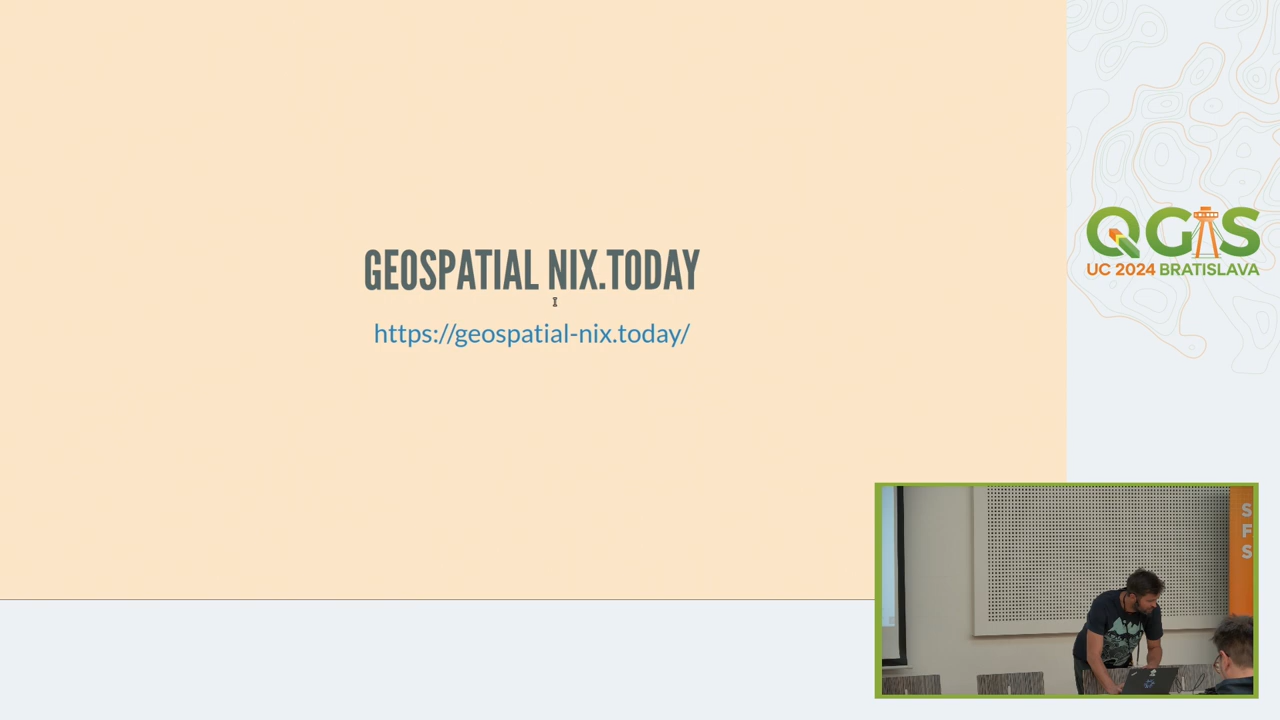 GEOSPATIAL NIX.TODAY
https://geospatial-nix.today/
QGIS
UC 2024 BRATISLAVA
S
F
S